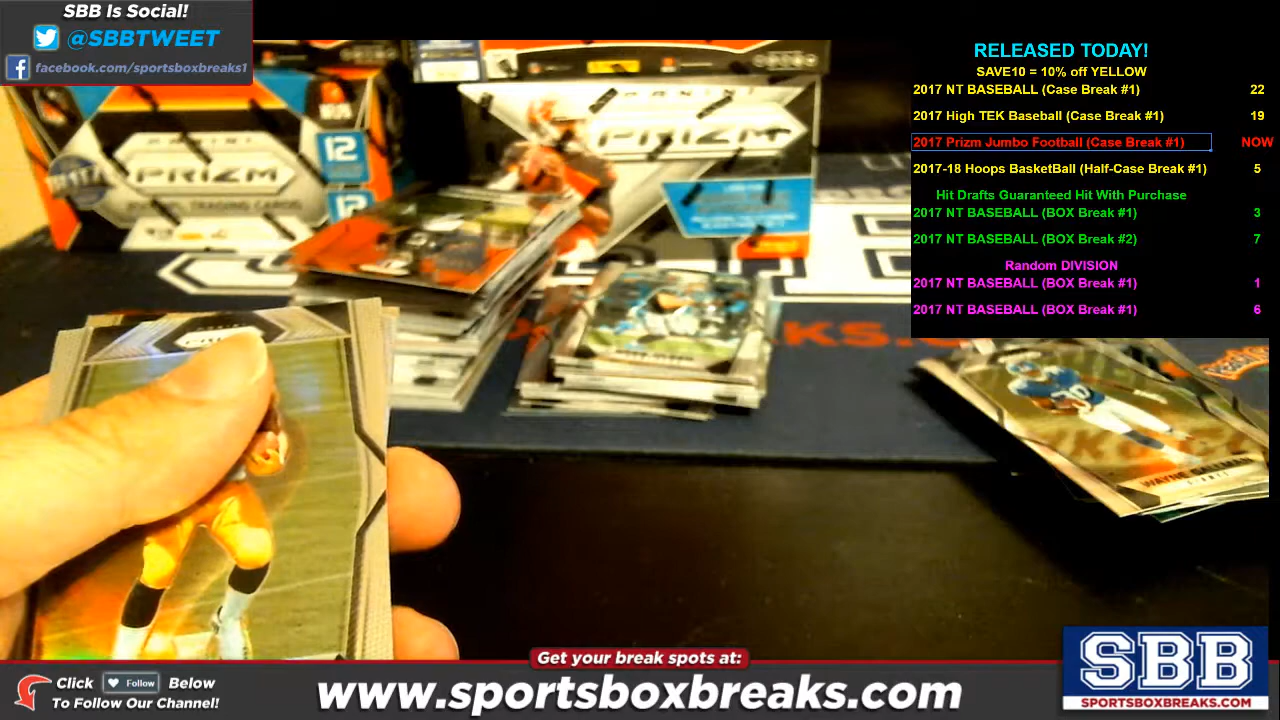 SBB Is Social!
@SBBTWEET
facebook.com/sportsboxbreaks1
RELEASED TODAY!
SAVE10 = 10% off YELLOW
2017 NT BASEBALL (Case Break #1) 22
2017 High TEK Baseball (Case Break #1) 19
2017 Prizm Jumbo Football (Case Break #1) NOW
2017-18 Hoops BasketBall (Half-Case Break #1) 5
Hit Drafts Guaranteed Hit With Purchase
2017 NT BASEBALL (BOX Break #1) 3
2017 NT BASEBALL (BOX Break #2) 7
Random DIVISION
2017 NT BASEBALL (BOX Break #1) 1
2017 NT BASEBALL (BOX Break #1) 6
PANINI
PRIZM
12
12
PANINI
PRIZM
WAYNE GALLMAN
Get your break spots at:
Click Follow Below
To Follow Our Channel!
www.sportsboxbreaks.com
SBB
SPORTSBOXBREAKS.COM